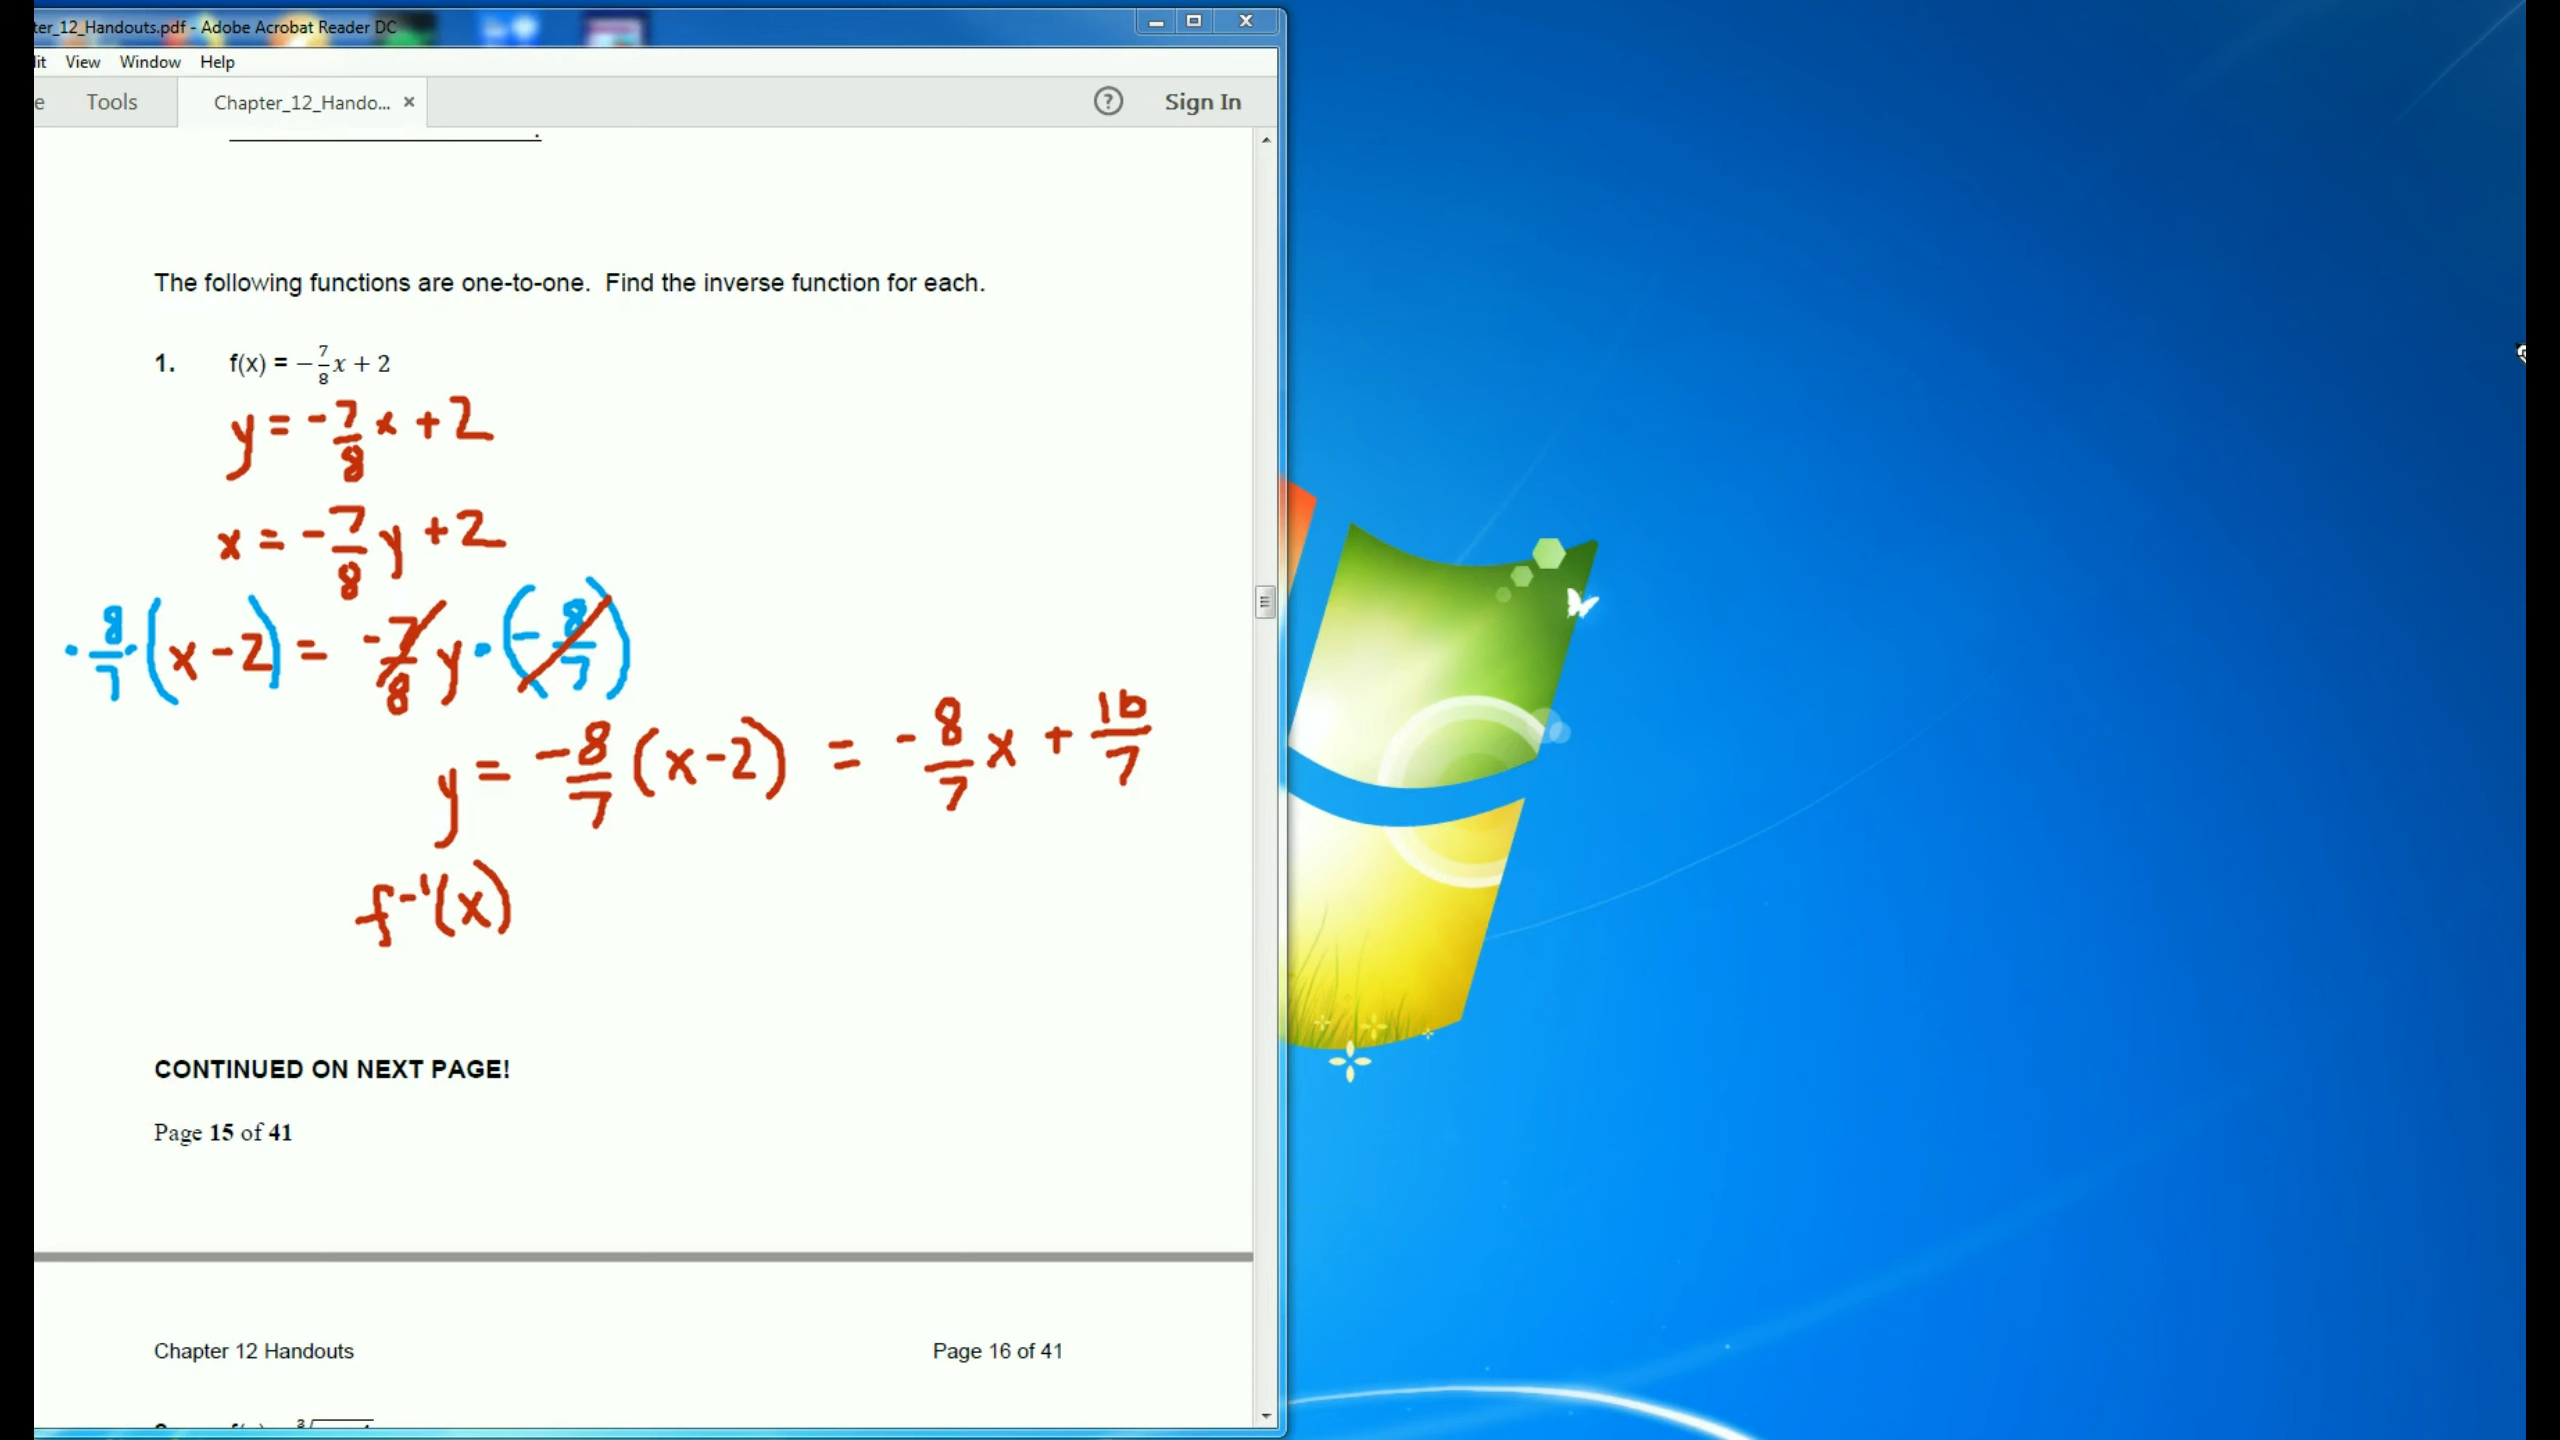 ter_12_Handouts.pdf - Adobe Acrobat Reader DC
lit View Window Help
e Tools Chapter_12_Hando... × ? Sign In
.
The following functions are one-to-one. Find the inverse function for each.
1. f(x) = −7/8x + 2
y = -7/8 x + 2
x = -7/8 y + 2
· 8/7 · (x - 2) = -7/8 y · (-8/7)
y = -8/7 (x - 2) = -8/7 x + 16/7
f⁻¹(x)
CONTINUED ON NEXT PAGE!
Page 15 of 41
Chapter 12 Handouts Page 16 of 41